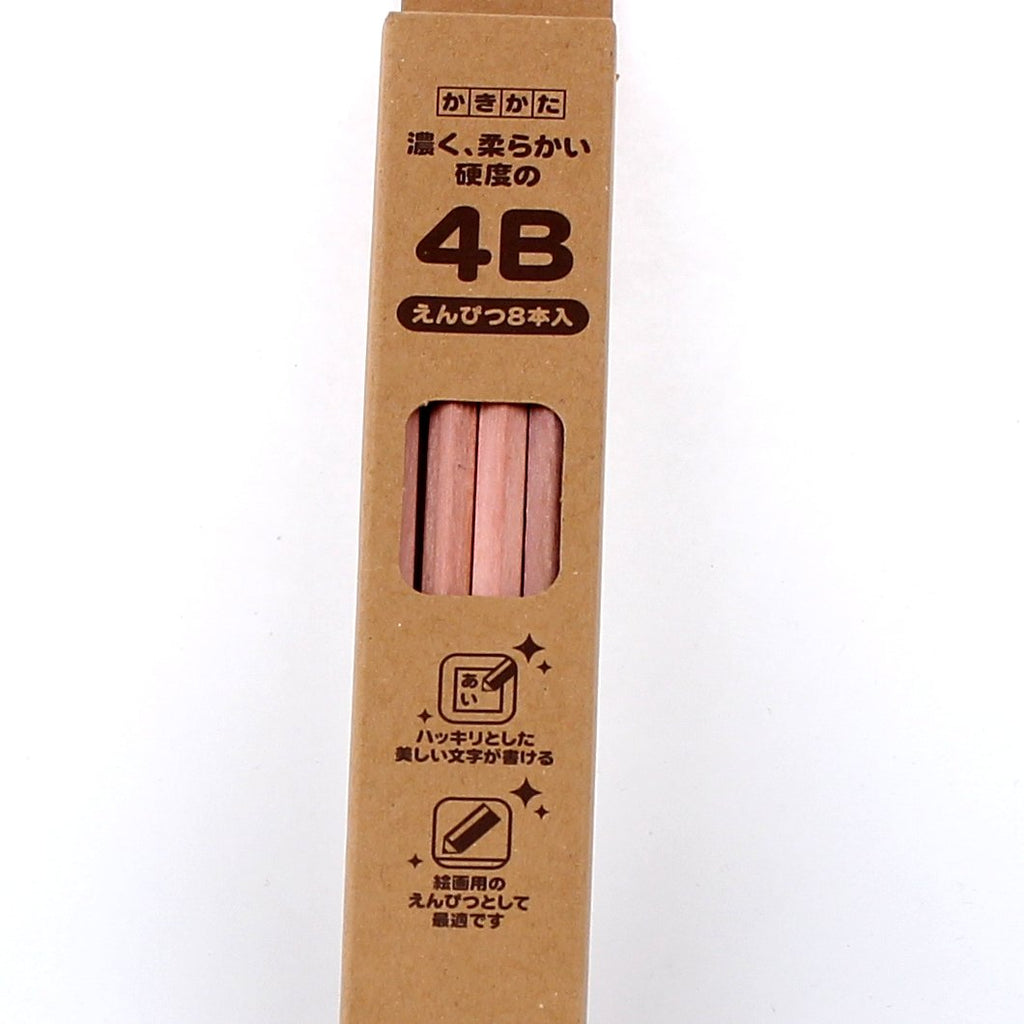 かきかた
濃く、柔らかい
硬度の
4B
えんぴつ8本入
あ
い
ハッキリとした
美しい文字が書ける
絵画用の
えんぴつとして
最適です